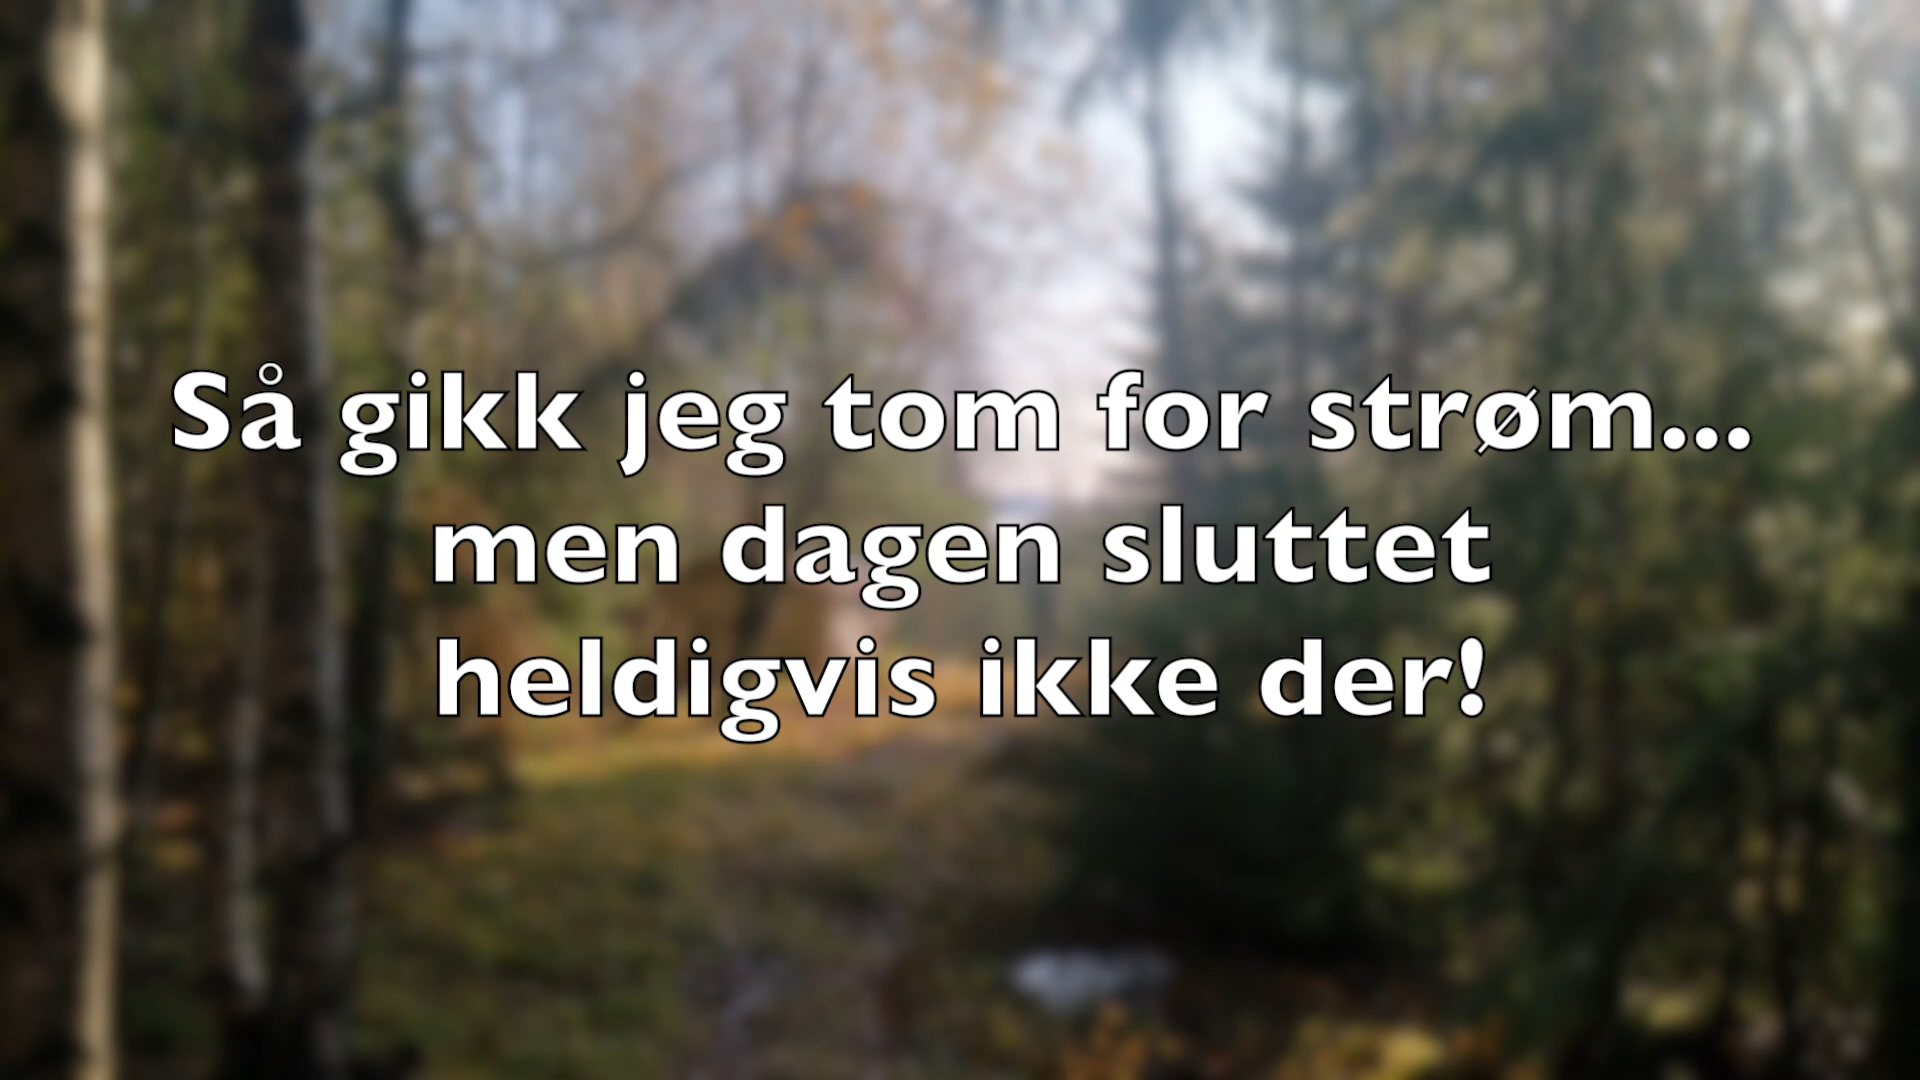 Så gikk jeg tom for strøm...
men dagen sluttet
heldigvis ikke der!